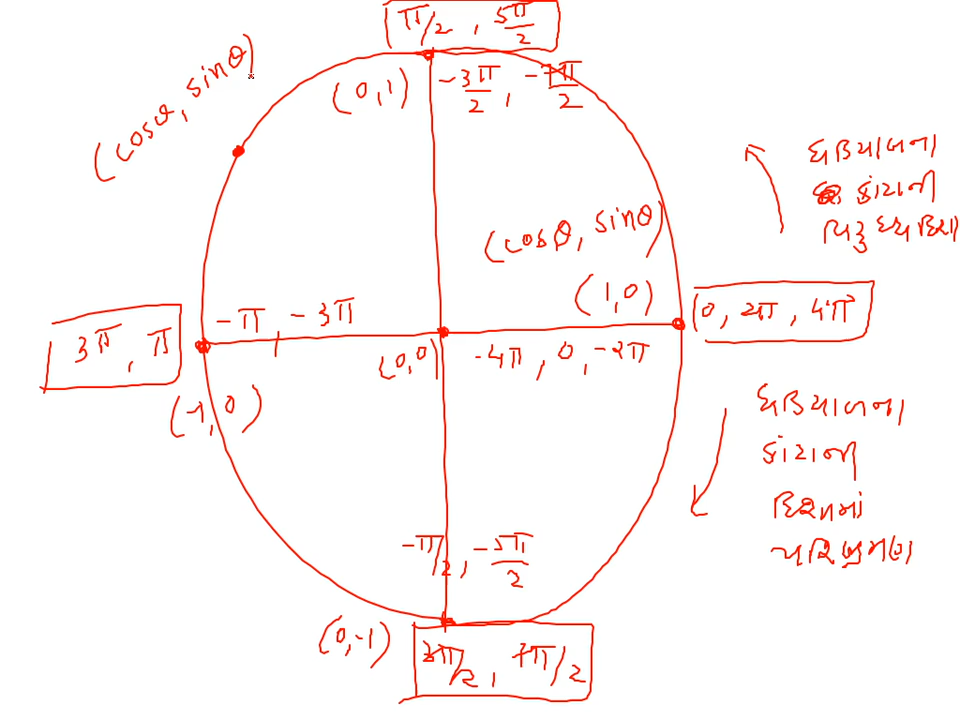 π/2 , 5π/2
(cosθ, sinθ)
(0,1)
-3π/2 , -7π/2
ઘડિયાળના
કાંટાની
વિરુદ્ધ દિશા
(cosθ, sinθ)
(1,0)
0, 2π, 4π
3π, π
-π , -3π
(0,0)
-4π, 0, -2π
(-1,0)
ઘડિયાળના
કાંટાની
દિશામાં
પરિભ્રમણ
-π/2 , -5π/2
(0,-1)
3π/2 , 7π/2